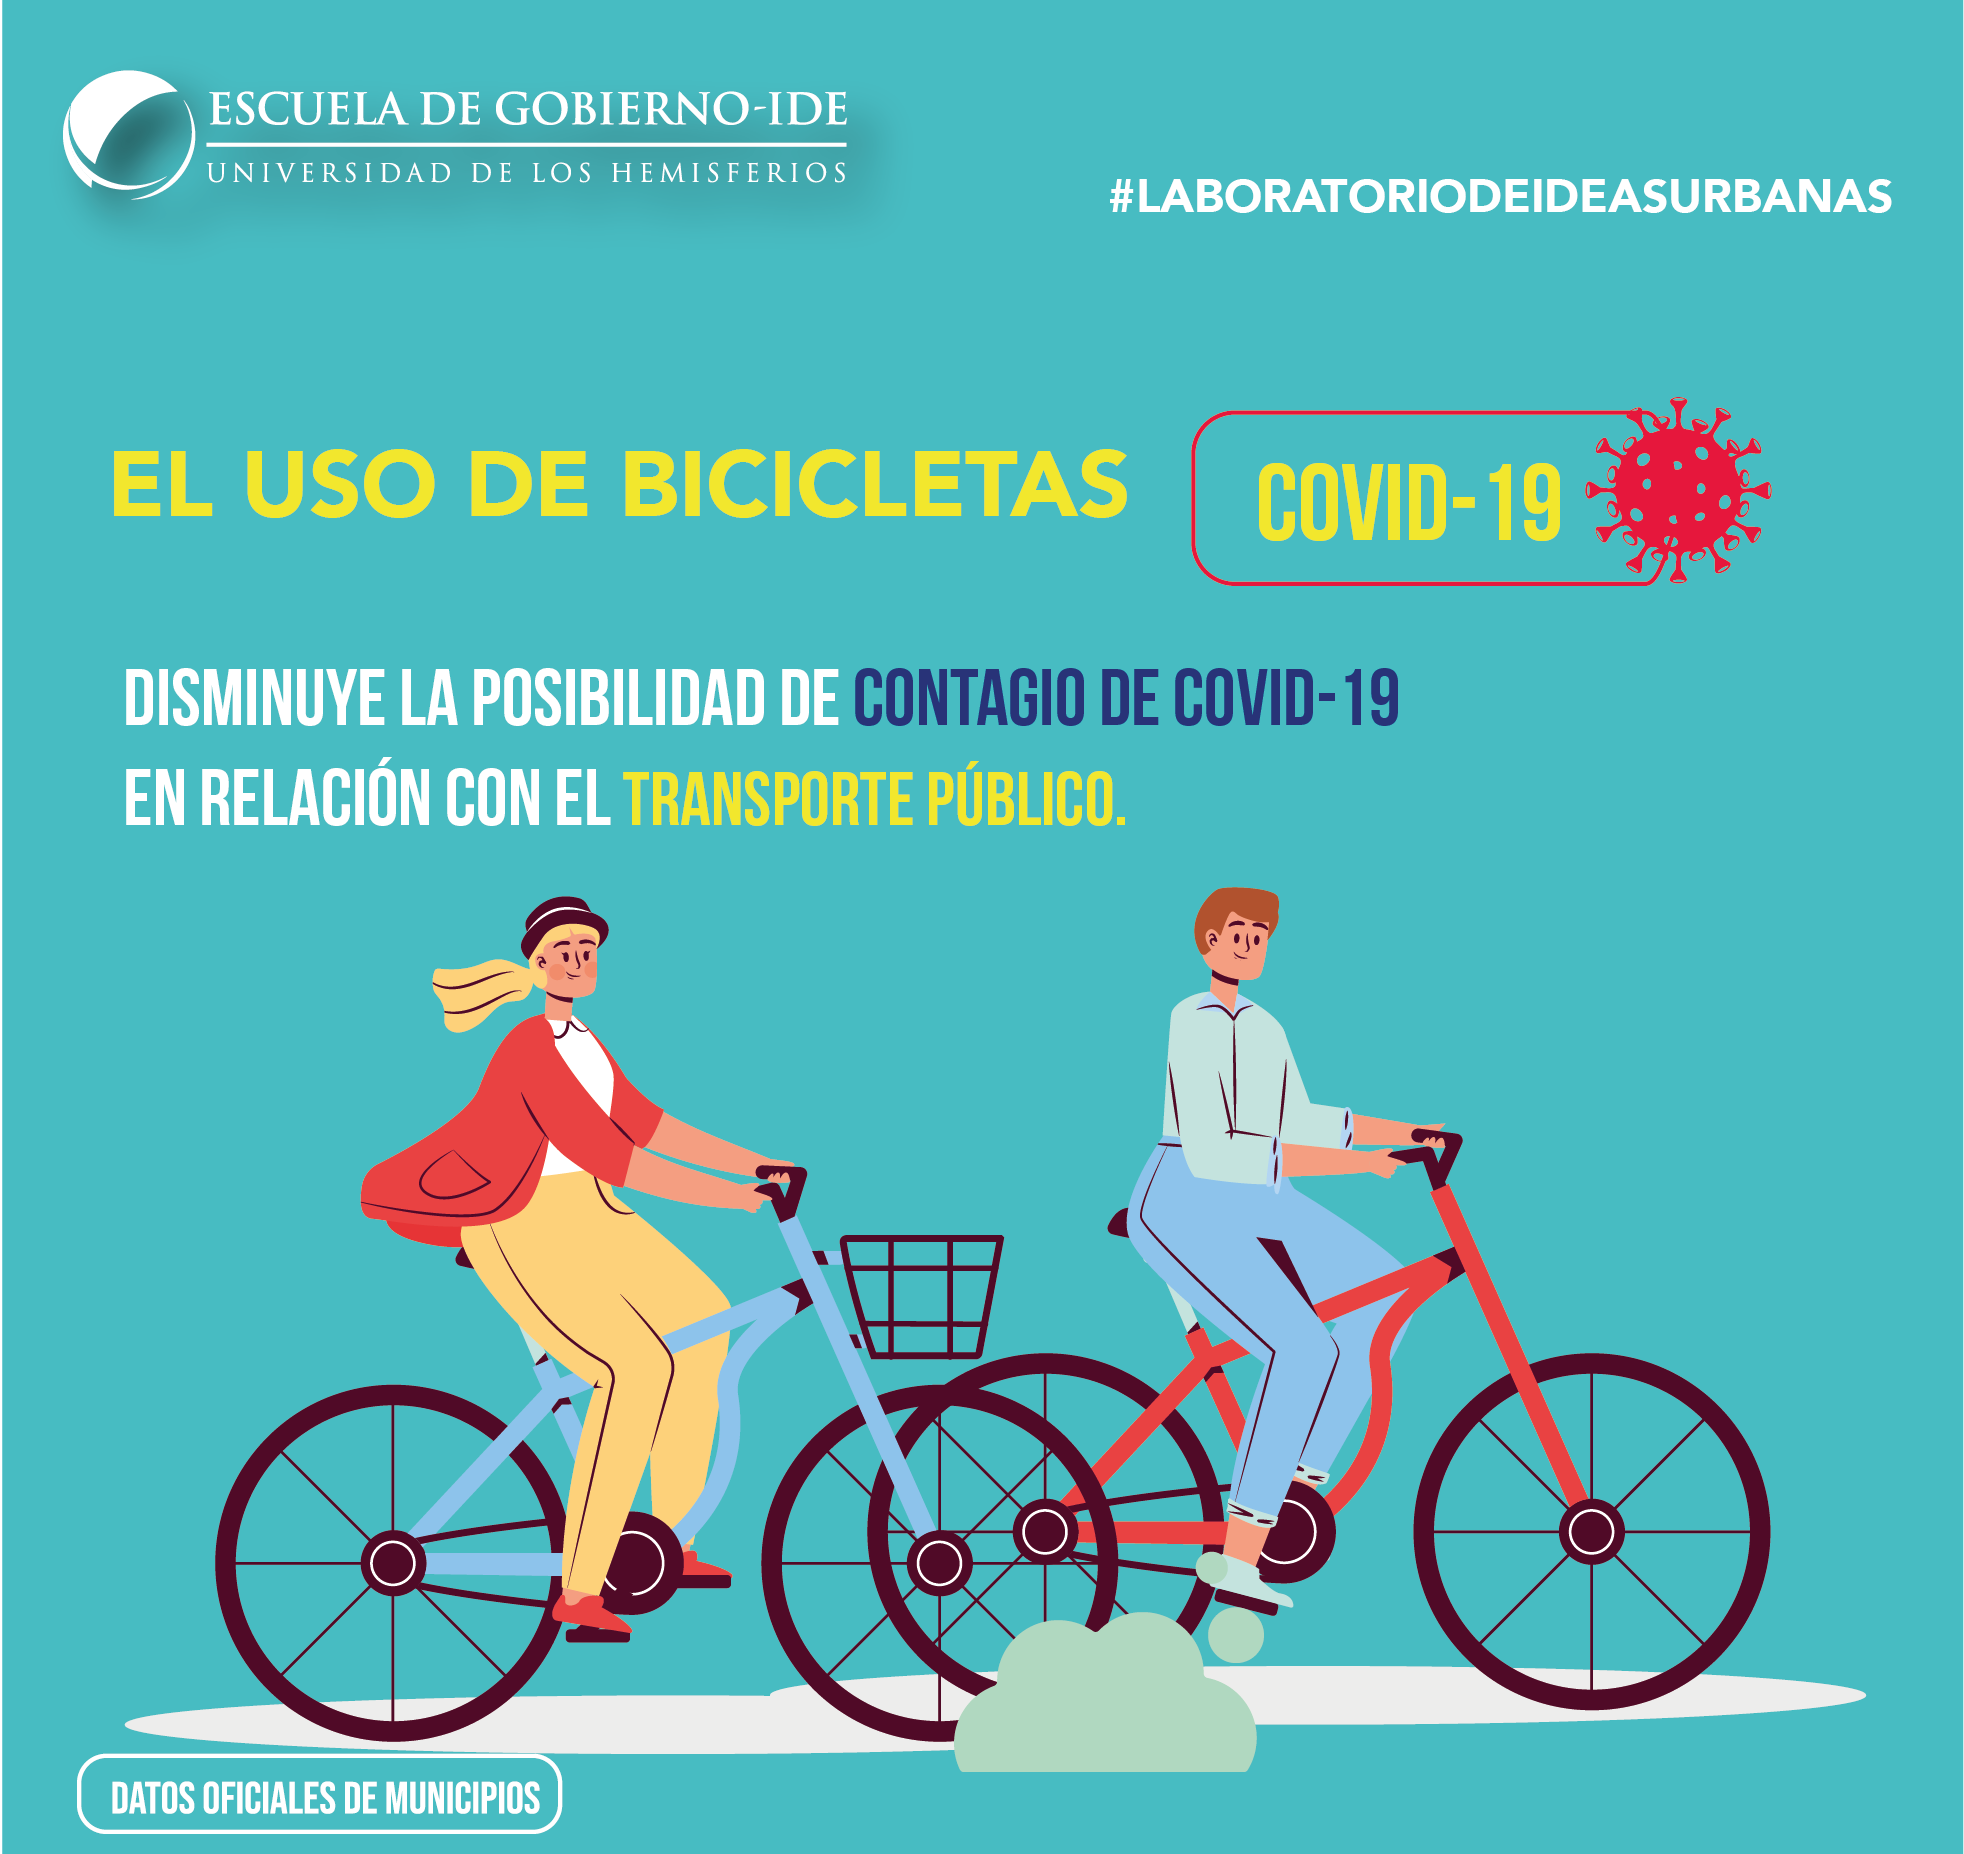 ESCUELA DE GOBIERNO-IDE
UNIVERSIDAD DE LOS HEMISFERIOS
#LABORATORIODEIDEASURBANAS
EL USO DE BICICLETAS COVID-19
DISMINUYE LA POSIBILIDAD DE CONTAGIO DE COVID-19
EN RELACIÓN CON EL TRANSPORTE PÚBLICO.
DATOS OFICIALES DE MUNICIPIOS